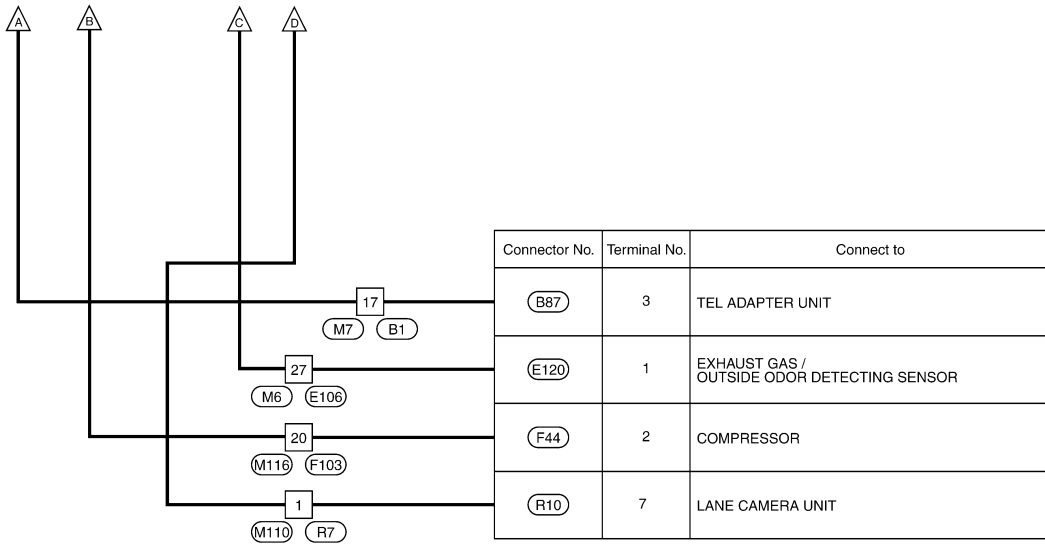 A B C D
Connector No. Terminal No. Connect to
17 B87 3 TEL ADAPTER UNIT
M7 B1
27 E120 1 EXHAUST GAS /
OUTSIDE ODOR DETECTING SENSOR
M6 E106
20 F44 2 COMPRESSOR
M116 F103
1 R10 7 LANE CAMERA UNIT
M110 R7